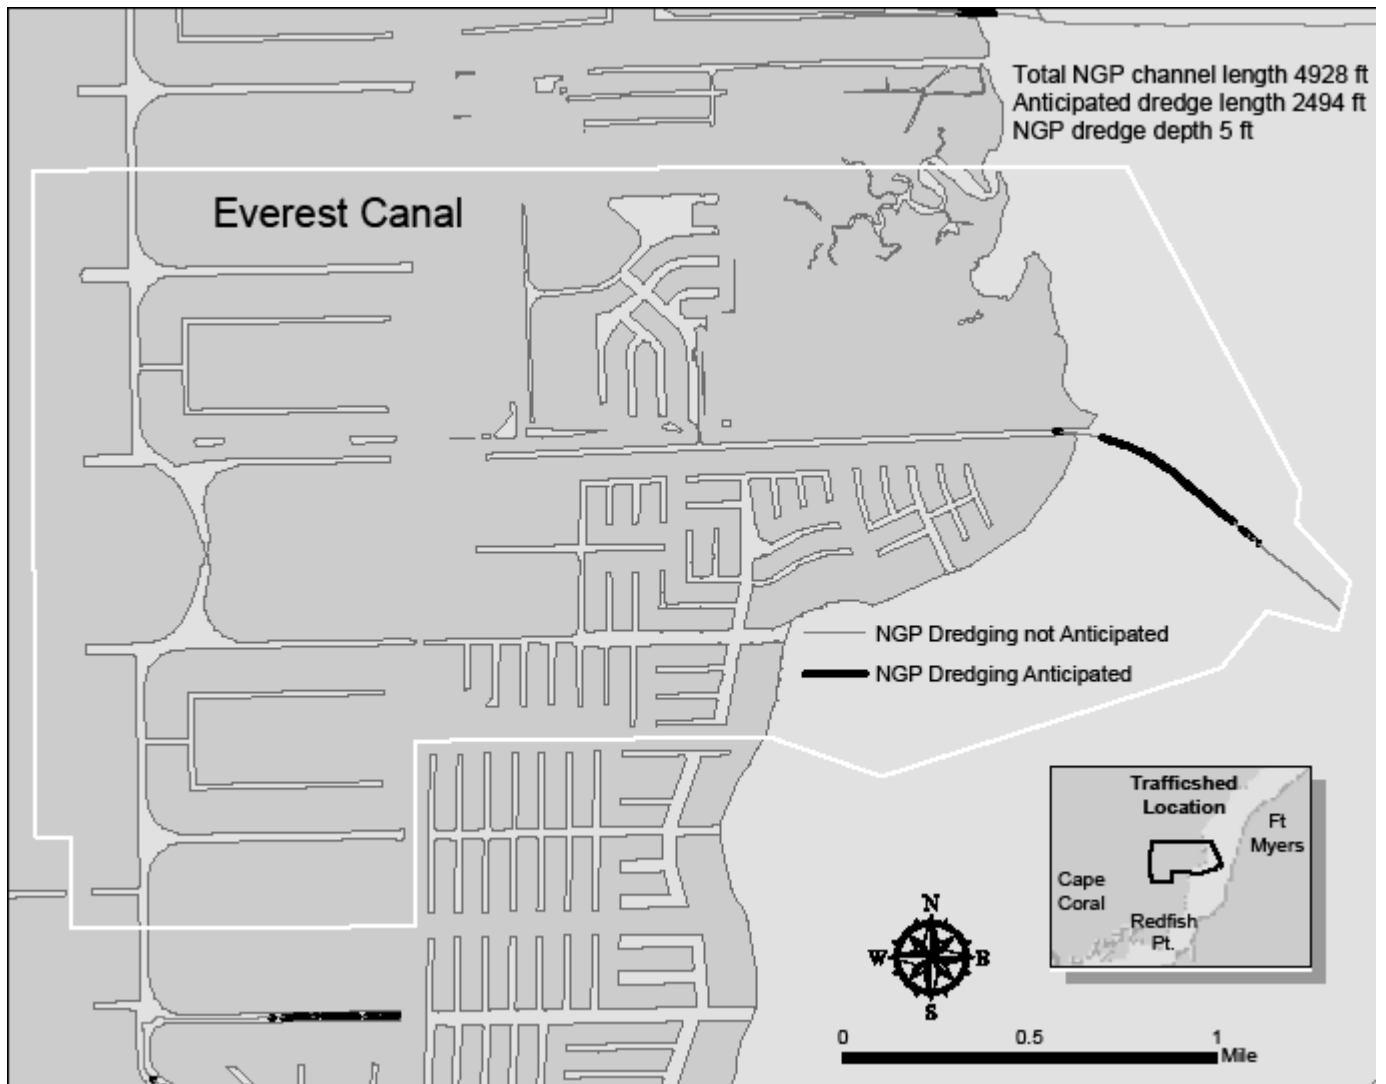 Total NGP channel length 4928 ft
Anticipated dredge length 2494 ft
NGP dredge depth 5 ft
Everest Canal
NGP Dredging not Anticipated
NGP Dredging Anticipated
Trafficshed
Location
Ft
Myers
Cape
Coral
Redfish
Pt.
N
W
E
S
0
0.5
1
Mile